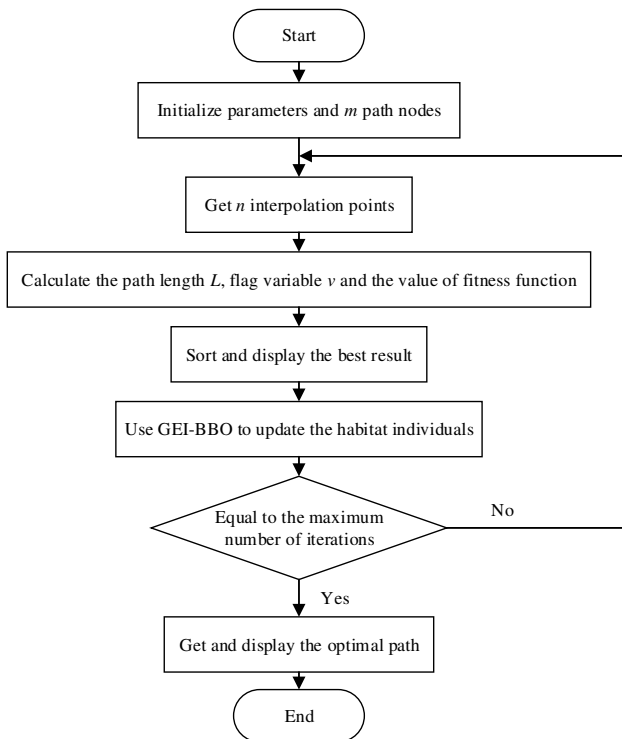 Start
Initialize parameters and m path nodes
Get n interpolation points
Calculate the path length L, flag variable v and the value of fitness function
Sort and display the best result
Use GEI-BBO to update the habitat individuals
Equal to the maximum
number of iterations
No
Yes
Get and display the optimal path
End